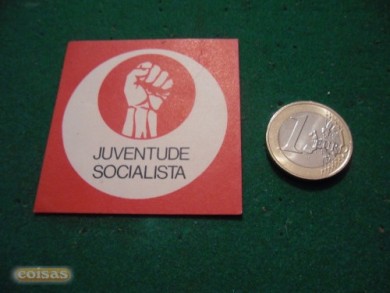 JUVENTUDE
SOCIALISTA
1
EURO
coisas